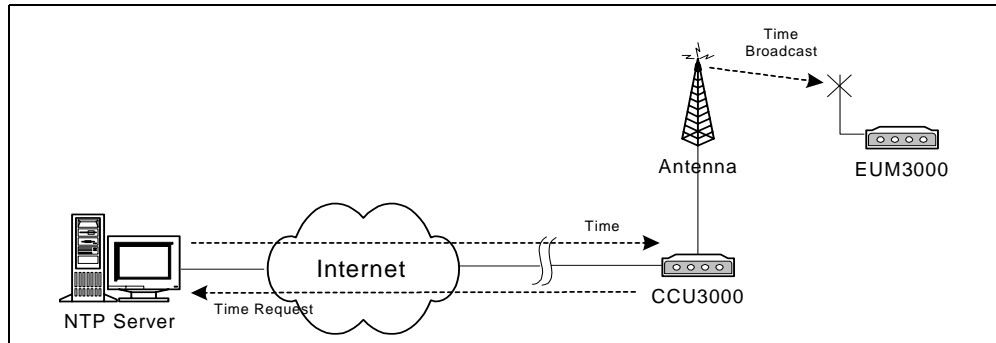 Time
Broadcast
Antenna
EUM3000
Time
Internet
CCU3000
Time Request
NTP Server